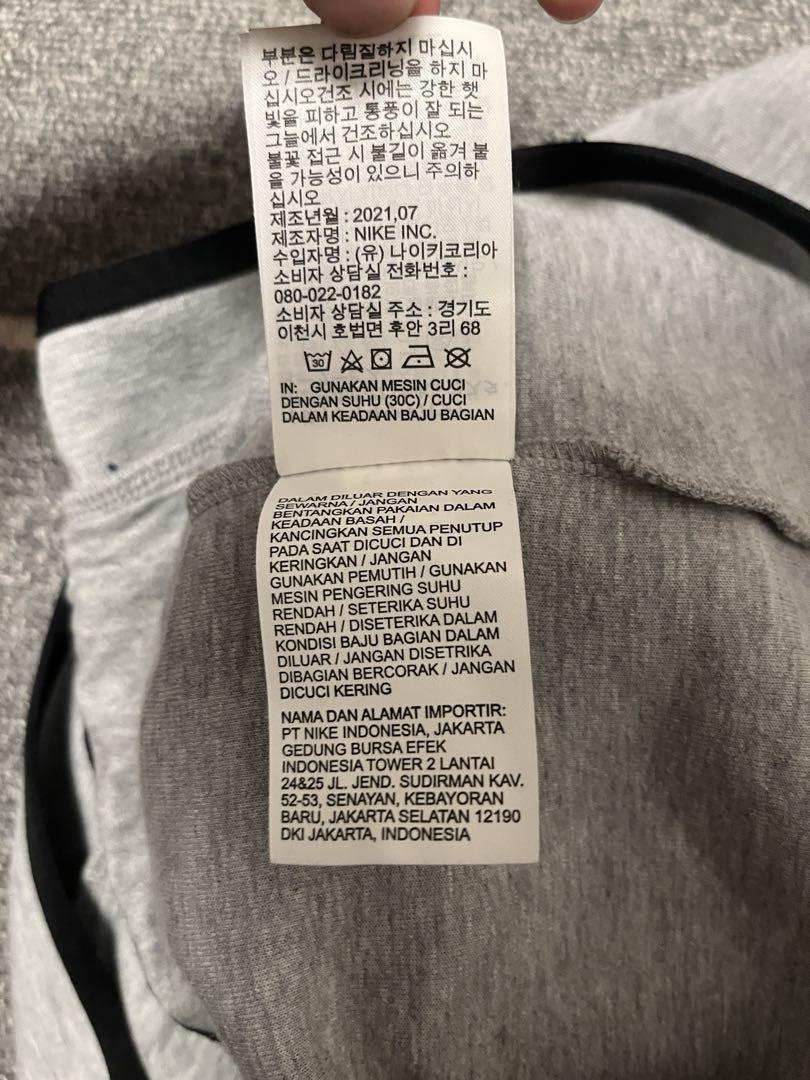 부분은 다림질하지 마십시
오 / 드라이크리닝을 하지 마
십시오건조 시에는 강한 햇
빛을 피하고 통풍이 잘 되는
그늘에서 건조하십시오
불꽃 접근 시 불길이 옮겨 붙
을 가능성이 있으니 주의하
십시오
제조년월 : 2021,07
제조자명 : NIKE INC.
수입자명 : (유) 나이키코리아
소비자 상담실 전화번호 :
080-022-0182
소비자 상담실 주소 : 경기도
이천시 호법면 후안 3리 68
30
IN: GUNAKAN MESIN CUCI
DENGAN SUHU (30C) / CUCI
DALAM KEADAAN BAJU BAGIAN
DALAM DILUAR DENGAN YANG
SEWARNA / JANGAN
BENTANGKAN PAKAIAN DALAM
KEADAAN BASAH /
KANCINGKAN SEMUA PENUTUP
PADA SAAT DICUCI DAN DI
KERINGKAN / JANGAN
GUNAKAN PEMUTIH / GUNAKAN
MESIN PENGERING SUHU
RENDAH / SETERIKA SUHU
RENDAH / DISETERIKA DALAM
KONDISI BAJU BAGIAN DALAM
DILUAR / JANGAN DISETRIKA
DIBAGIAN BERCORAK / JANGAN
DICUCI KERING
NAMA DAN ALAMAT IMPORTIR:
PT NIKE INDONESIA, JAKARTA
GEDUNG BURSA EFEK
INDONESIA TOWER 2 LANTAI
24&25 JL. JEND. SUDIRMAN KAV.
52-53, SENAYAN, KEBAYORAN
BARU, JAKARTA SELATAN 12190
DKI JAKARTA, INDONESIA